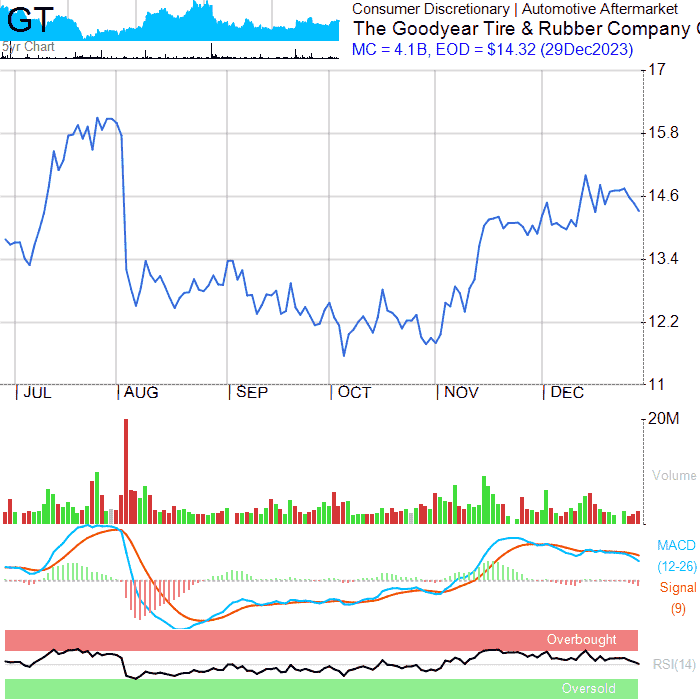 GT
5yr Chart
Consumer Discretionary | Automotive Aftermarket
The Goodyear Tire & Rubber Company
MC = 4.1B, EOD = $14.32 (29Dec2023)
17
15.8
14.6
13.4
12.2
11
JUL AUG SEP OCT NOV DEC
20M
Volume
MACD
(12-26)
Signal
(9)
Overbought
RSI(14)
Oversold